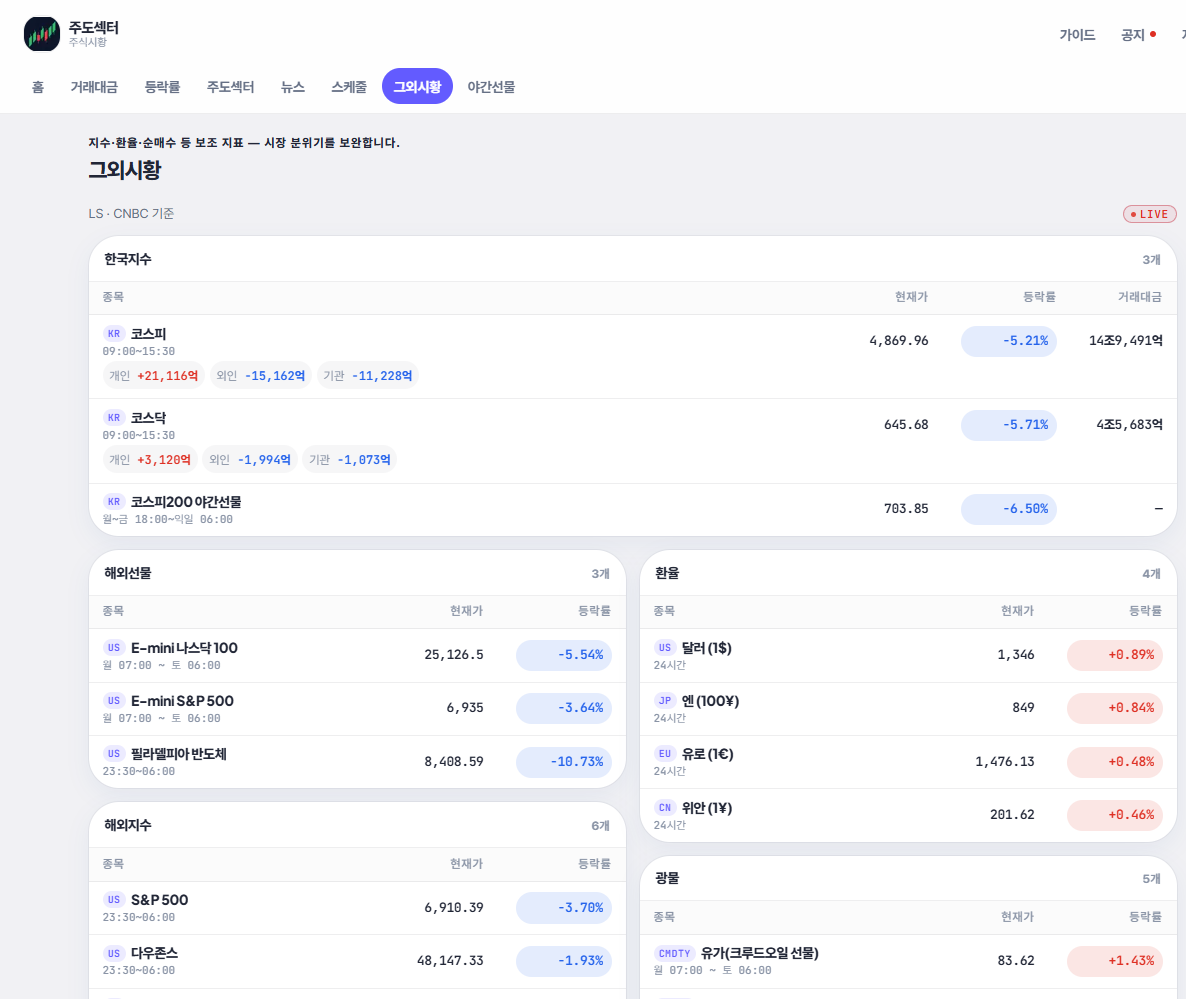 주도섹터
주식시황
가이드
공지
홈
거래대금
등락률
주도섹터
뉴스
스케줄
그외시황
야간선물
지수·환율·순매수 등 보조 지표 — 시장 분위기를 보완합니다.
그외시황
LS · CNBC 기준
LIVE
한국지수
3개
종목 현재가 등락률 거래대금
KR 코스피 4,869.96 -5.21% 14조9,491억
09:00~15:30
개인 +21,116억 외인 -15,162억 기관 -11,228억
KR 코스닥 645.68 -5.71% 4조5,683억
09:00~15:30
개인 +3,120억 외인 -1,994억 기관 -1,073억
KR 코스피200 야간선물 703.85 -6.50% —
월~금 18:00~익일 06:00
해외선물
3개
종목 현재가 등락률
US E-mini 나스닥 100 25,126.5 -5.54%
월 07:00 ~ 토 06:00
US E-mini S&P 500 6,935 -3.64%
월 07:00 ~ 토 06:00
US 필라델피아 반도체 8,408.59 -10.73%
23:30~06:00
해외지수
6개
종목 현재가 등락률
US S&P 500 6,910.39 -3.70%
23:30~06:00
US 다우존스 48,147.33 -1.93%
23:30~06:00
환율
4개
종목 현재가 등락률
US 달러 (1$) 1,346 +0.89%
24시간
JP 엔 (100¥) 849 +0.84%
24시간
EU 유로 (1€) 1,476.13 +0.48%
24시간
CN 위안 (1¥) 201.62 +0.46%
24시간
광물
5개
종목 현재가 등락률
CMDTY 유가(크루드오일 선물) 83.62 +1.43%
월 07:00 ~ 토 06:00